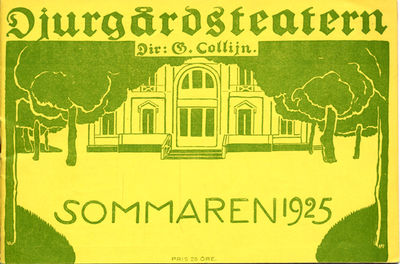 Djurgårdsteatern
Dir: G. Collijn.
SOMMAREN 1925
PRIS 25 ÖRE.